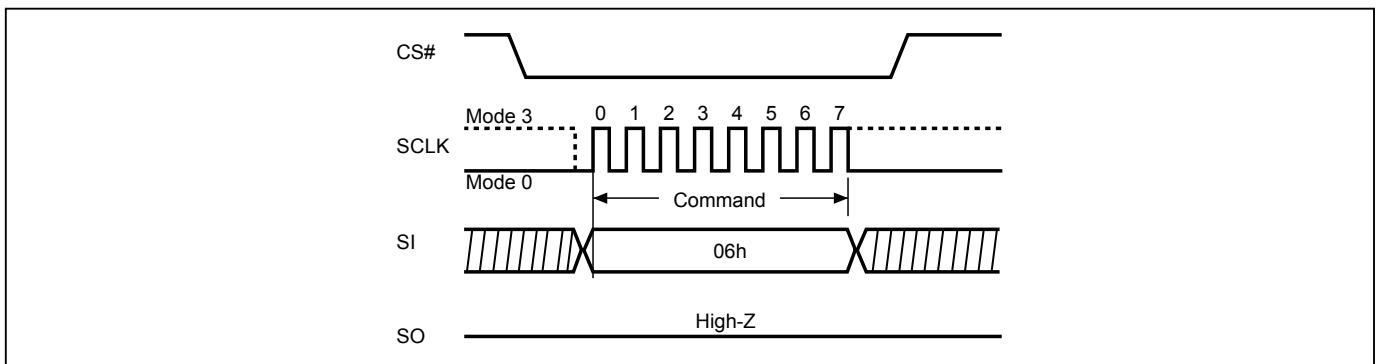 CS#
Mode 3
0 1 2 3 4 5 6 7
SCLK
Mode 0
Command
SI
06h
High-Z
SO